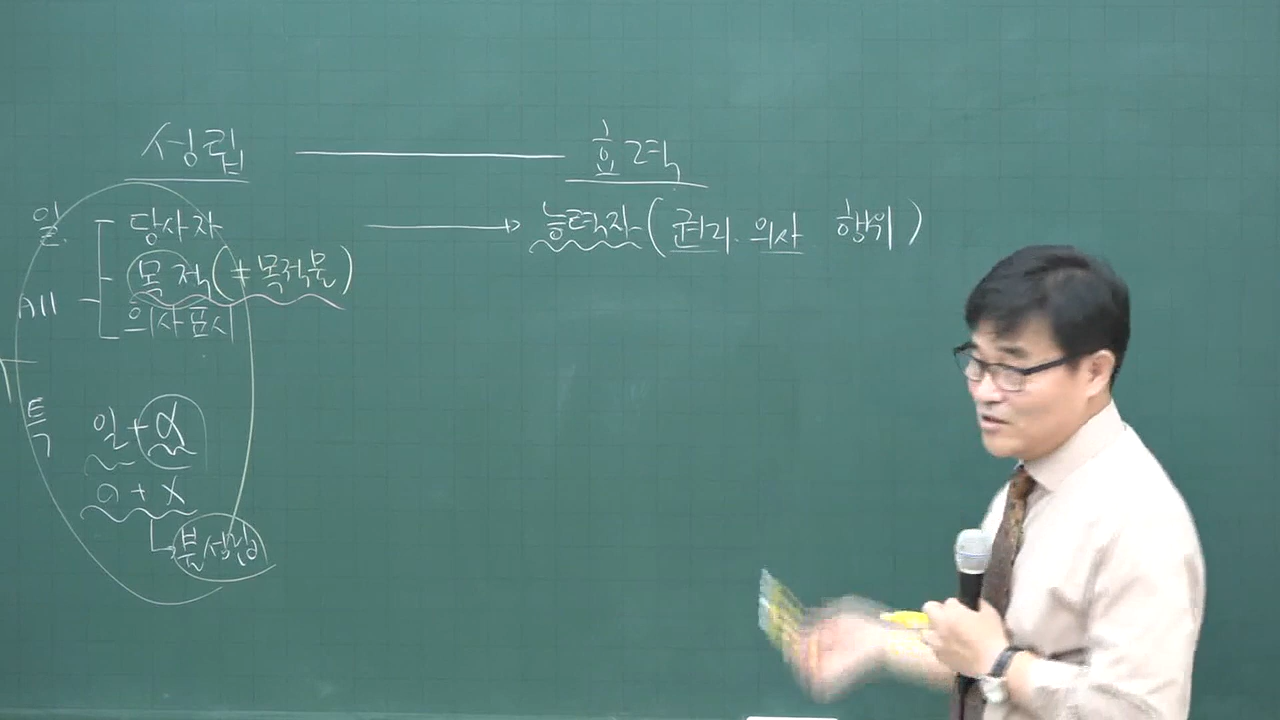 성립 효력
일 당사자 능력자 (권리. 의사 행위)
목적 (≠ 목적물)
All
의사표시
특 일 + α
o + X
불성립